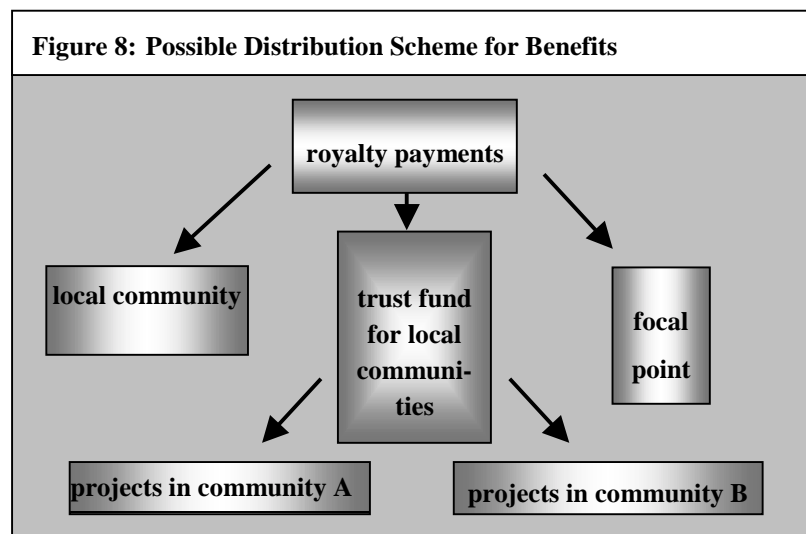 Figure 8: Possible Distribution Scheme for Benefits
royalty payments
local community
trust fund
for local
communi-
ties
focal
point
projects in community A
projects in community B